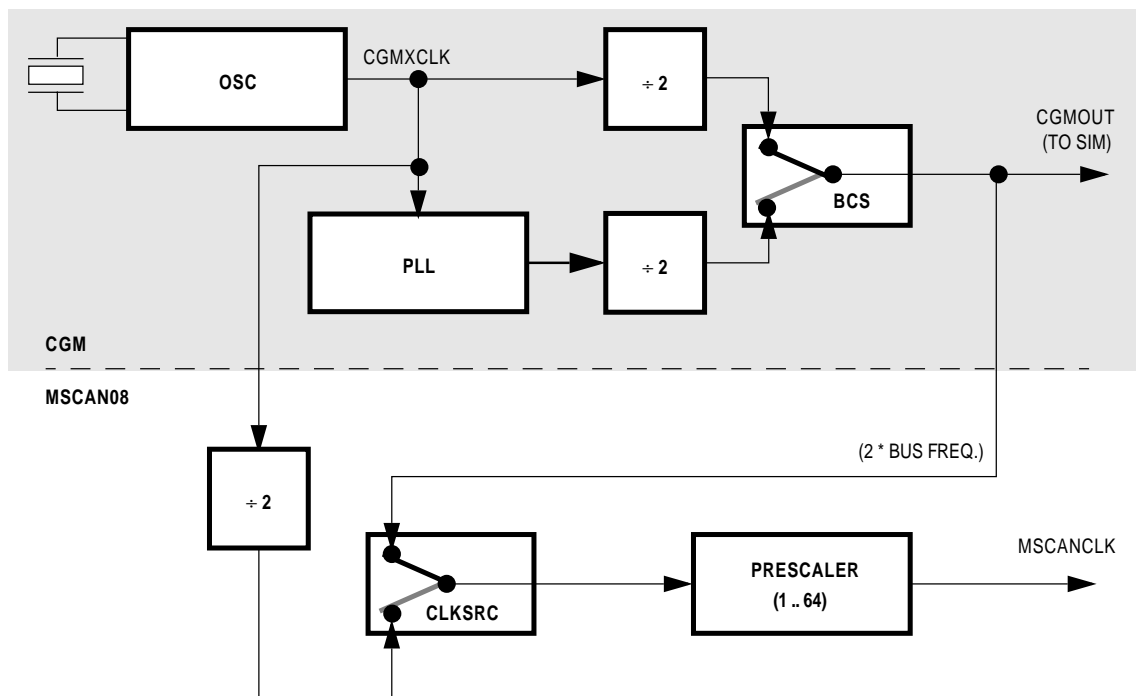 CGMXCLK
OSC
÷ 2
CGMOUT
(TO SIM)
BCS
PLL
÷ 2
CGM
MSCAN08
(2 * BUS FREQ.)
÷ 2
MSCANCLK
PRESCALER
(1 .. 64)
CLKSRC